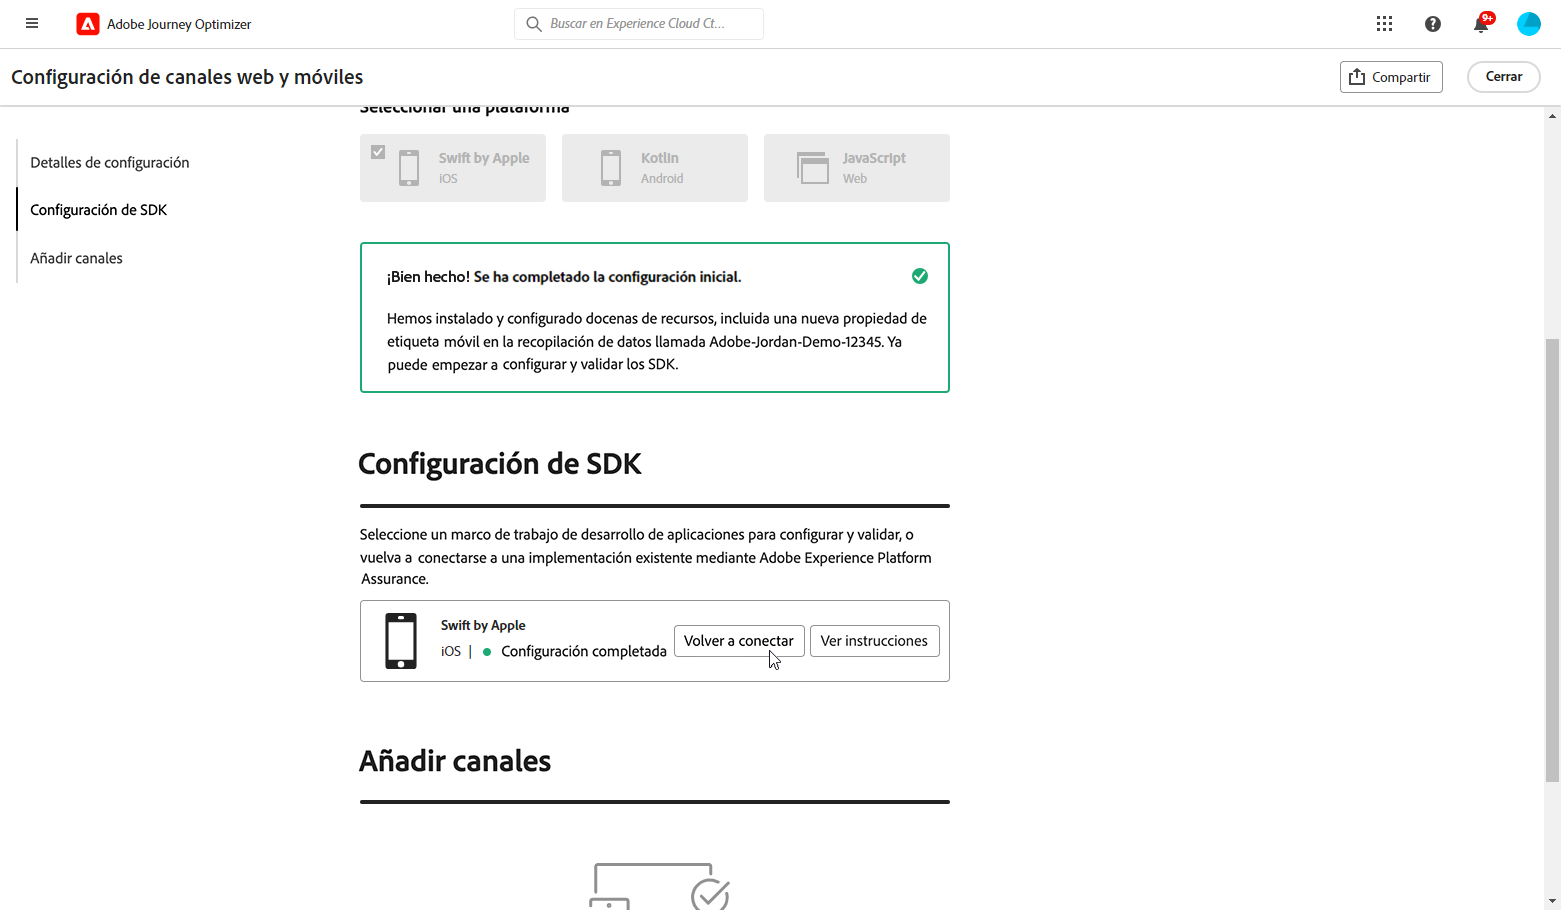 Adobe Journey Optimizer
Buscar en Experience Cloud Ct...
9+
Configuración de canales web y móviles
Compartir
Cerrar
Seleccionar una plataforma
Detalles de configuración
Configuración de SDK
Añadir canales
Swift by Apple
iOS
Kotlin
Android
JavaScript
Web
¡Bien hecho! Se ha completado la configuración inicial.
Hemos instalado y configurado docenas de recursos, incluida una nueva propiedad de
etiqueta móvil en la recopilación de datos llamada Adobe-Jordan-Demo-12345. Ya
puede empezar a configurar y validar los SDK.
Configuración de SDK
Seleccione un marco de trabajo de desarrollo de aplicaciones para configurar y validar, o
vuelva a conectarse a una implementación existente mediante Adobe Experience Platform
Assurance.
Swift by Apple
iOS | Configuración completada
Volver a conectar
Ver instrucciones
Añadir canales